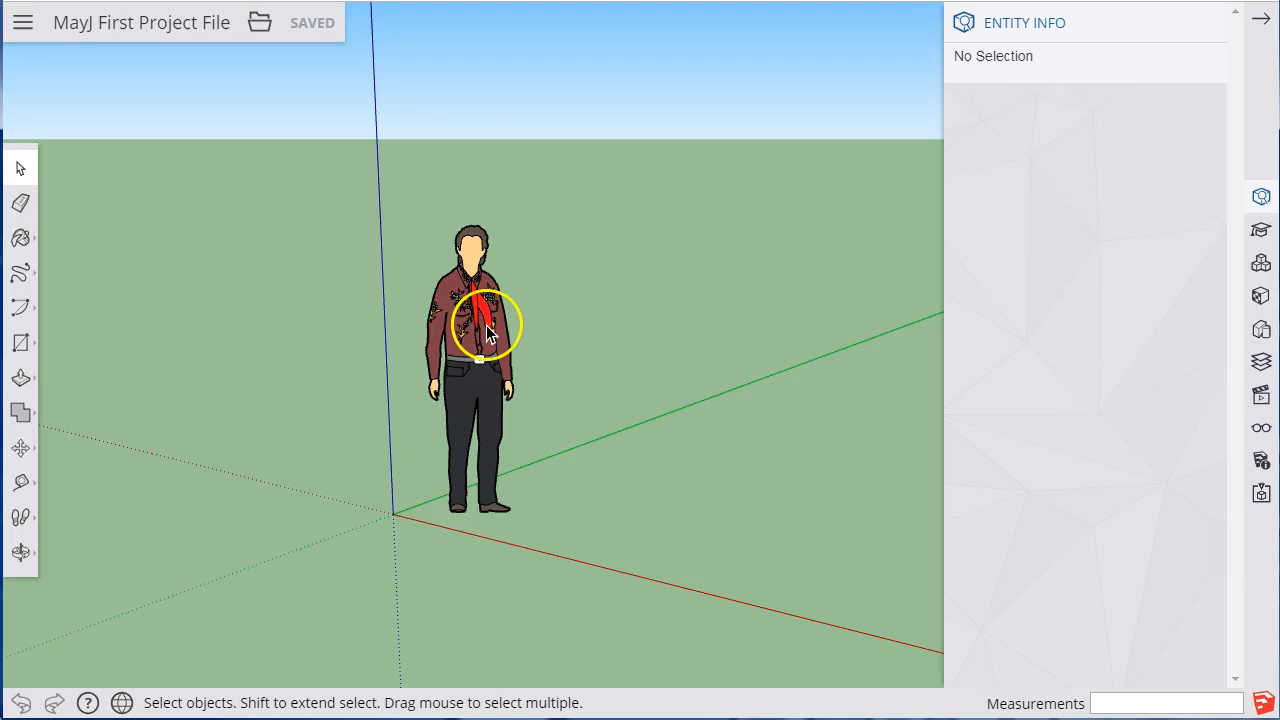 MayJ First Project File SAVED
ENTITY INFO
No Selection
Select objects. Shift to extend select. Drag mouse to select multiple.
Measurements